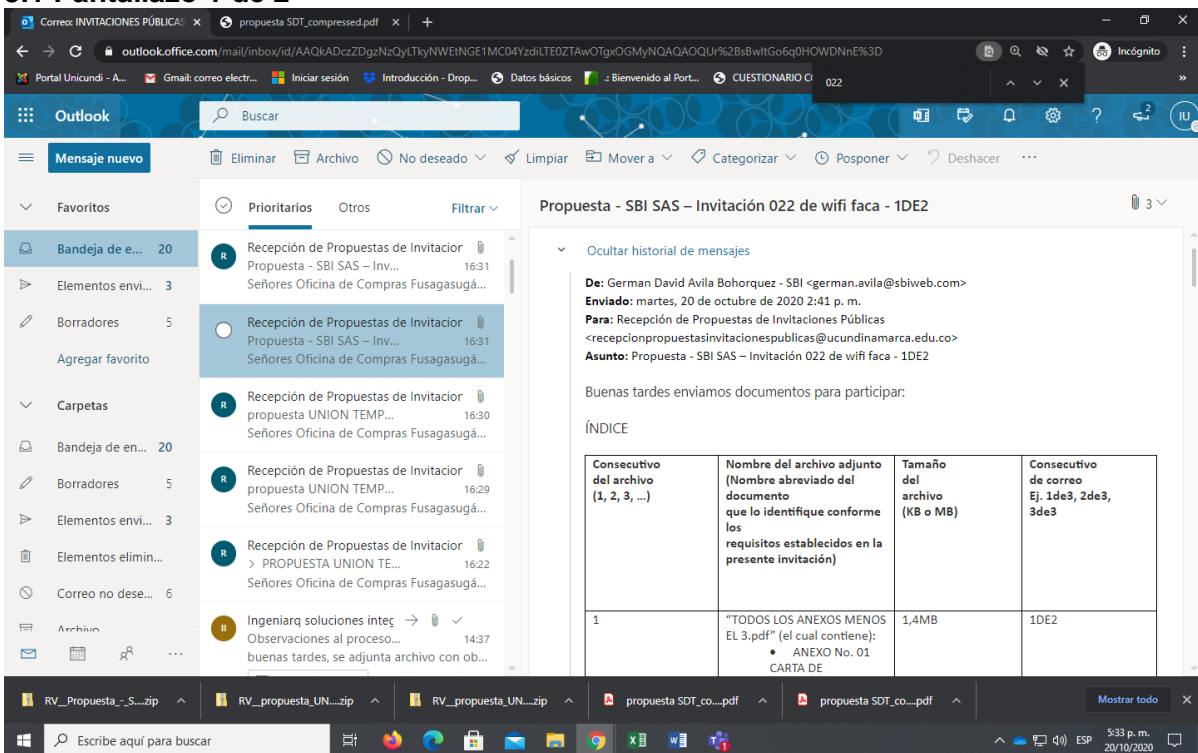 Correo: INVITACIONES PÚBLICAS
propuesta SDT_compressed.pdf
outlook.office.com/mail/inbox/id/
Incógnito
Portal Unicundi - A...
Gmail: correo electr...
Iniciar sesión
Introducción - Drop...
Datos básicos
.: Bienvenido al Port...
CUESTIONARIO
022
Outlook
Buscar
2
IU
Mensaje nuevo
Eliminar
Archivo
No deseado
Limpiar
Mover a
Categorizar
Posponer
Deshacer
Favoritos
Bandeja de e... 20
Elementos envi... 3
Borradores 5
Agregar favorito
Carpetas
Bandeja de en... 20
Borradores 5
Elementos envi... 3
Elementos elimin...
Correo no dese... 6
Archivo
Prioritarios Otros Filtrar
R
Recepción de Propuestas de Invitacior
Propuesta - SBI SAS – Inv... 16:31
Señores Oficina de Compras Fusagasugá...
Recepción de Propuestas de Invitacior
Propuesta - SBI SAS – Inv... 16:31
Señores Oficina de Compras Fusagasugá...
R
Recepción de Propuestas de Invitacior
propuesta UNION TEMP... 16:30
Señores Oficina de Compras Fusagasugá...
R
Recepción de Propuestas de Invitacior
propuesta UNION TEMP... 16:29
Señores Oficina de Compras Fusagasugá...
R
Recepción de Propuestas de Invitacior
> PROPUESTA UNION TE... 16:22
Señores Oficina de Compras Fusagasugá...
II
Ingeniarq soluciones integ
Observaciones al proceso... 14:37
buenas tardes, se adjunta archivo con ob...
Propuesta - SBI SAS – Invitación 022 de wifi faca - 1DE2
3
Ocultar historial de mensajes
De: German David Avila Bohorquez - SBI <german.avila@sbiweb.com>
Enviado: martes, 20 de octubre de 2020 2:41 p. m.
Para: Recepción de Propuestas de Invitaciones Públicas
<recepcionpropuestasinvitacionespublicas@ucundinamarca.edu.co>
Asunto: Propuesta - SBI SAS – Invitación 022 de wifi faca - 1DE2
Buenas tardes enviamos documentos para participar:
ÍNDICE
Consecutivo
del archivo
(1, 2, 3, ...)
Nombre del archivo adjunto
(Nombre abreviado del
documento
que lo identifique conforme
los
requisitos establecidos en la
presente invitación)
Tamaño
del
archivo
(KB o MB)
Consecutivo
de correo
Ej. 1de3, 2de3,
3de3
1
“TODOS LOS ANEXOS MENOS
EL 3.pdf” (el cual contiene):
• ANEXO No. 01
CARTA DE
1,4MB
1DE2
RV__Propuesta_-_S....zip
RV__propuesta_UN....zip
RV__propuesta_UN....zip
propuesta SDT_co....pdf
propuesta SDT_co....pdf
Mostrar todo
Escribe aquí para buscar
ESP
5:33 p. m.
20/10/2020